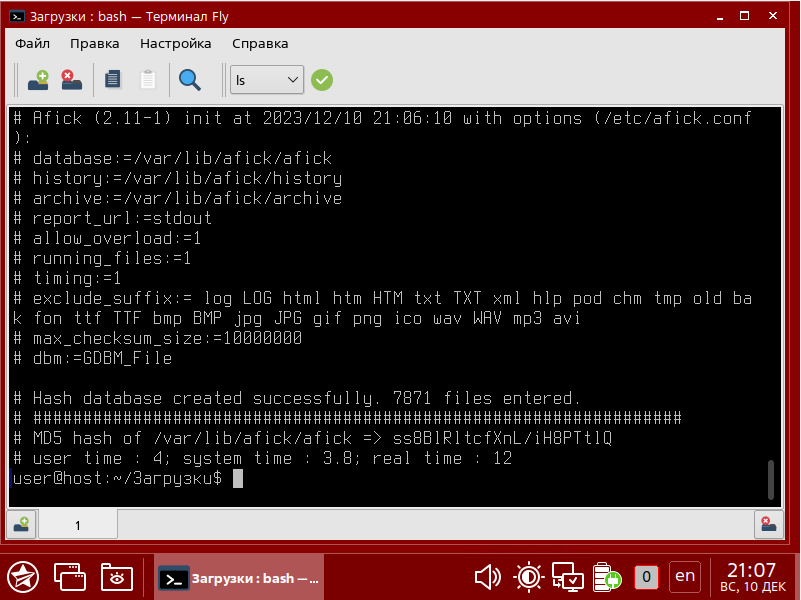 Загрузки : bash — Терминал Fly
Файл Правка Настройка Справка
ls
# Afick (2.11-1) init at 2023/12/10 21:06:10 with options (/etc/afick.conf
):
# database:=/var/lib/afick/afick
# history:=/var/lib/afick/history
# archive:=/var/lib/afick/archive
# report_url:=stdout
# allow_overload:=1
# running_files:=1
# timing:=1
# exclude_suffix:= log LOG html htm HTM txt TXT xml hlp pod chm tmp old ba
k fon ttf TTF bmp BMP jpg JPG gif png ico wav WAV mp3 avi
# max_checksum_size:=10000000
# dbm:=GDBM_File
# Hash database created successfully. 7871 files entered.
# #################################################################
# MD5 hash of /var/lib/afick/afick => ss8BlRltcfXnL/iH8PTtlQ
# user time : 4; system time : 3.8; real time : 12
user@host:~/Загрузки$
1
Загрузки : bash —...
0
en
21:07
ВС, 10 ДЕК